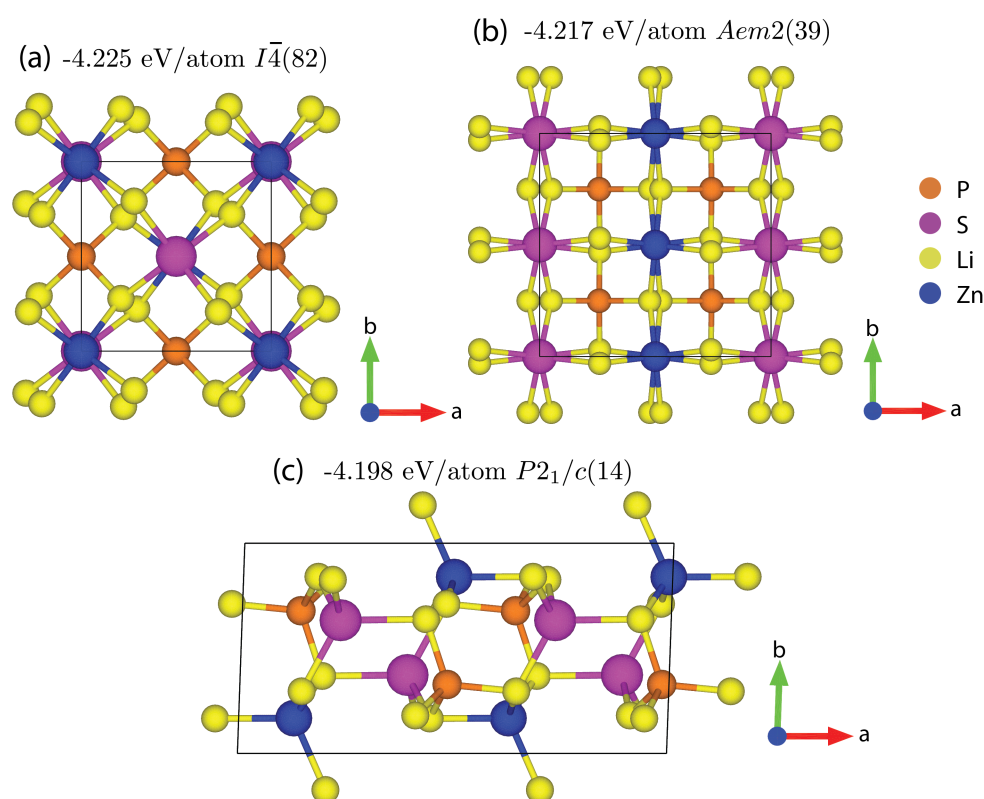 (a) -4.225 eV/atom I4̅(82)
(b) -4.217 eV/atom Aem2(39)
P
S
Li
Zn
b
a
b
a
(c) -4.198 eV/atom P2₁/c(14)
b
a